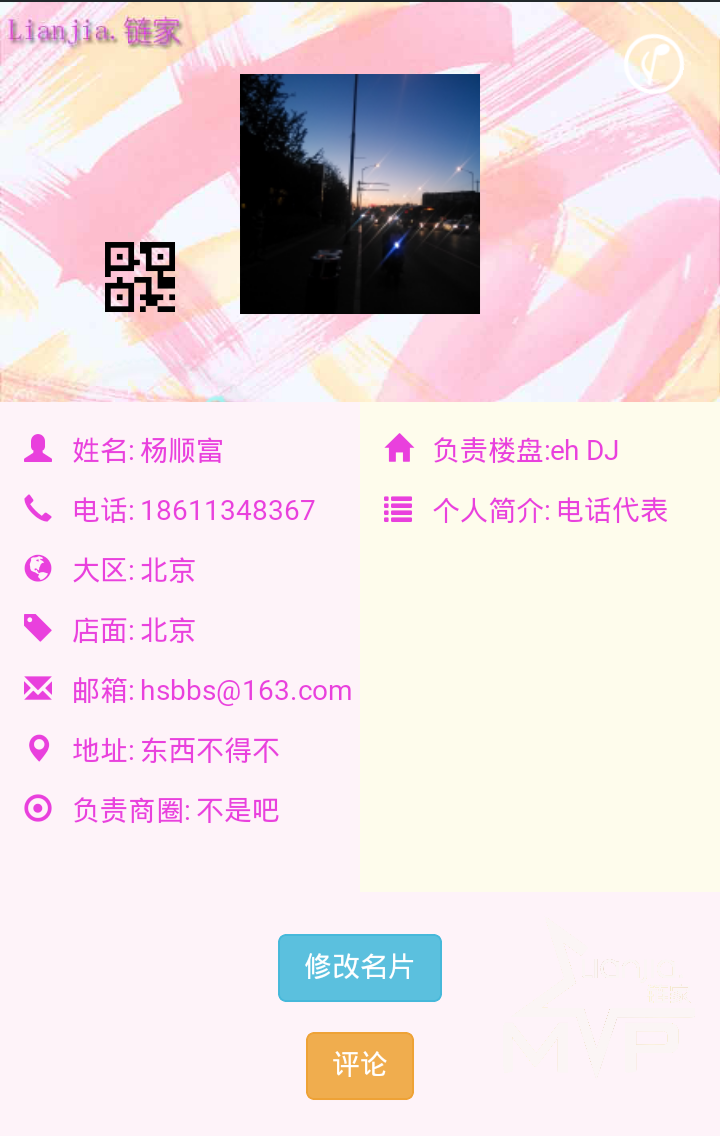 Lianjia.链家
姓名: 杨顺富
电话: 18611348367
大区: 北京
店面: 北京
邮箱: hsbbs@163.com
地址: 东西不得不
负责商圈: 不是吧
负责楼盘:eh DJ
个人简介: 电话代表
修改名片
评论
MVP